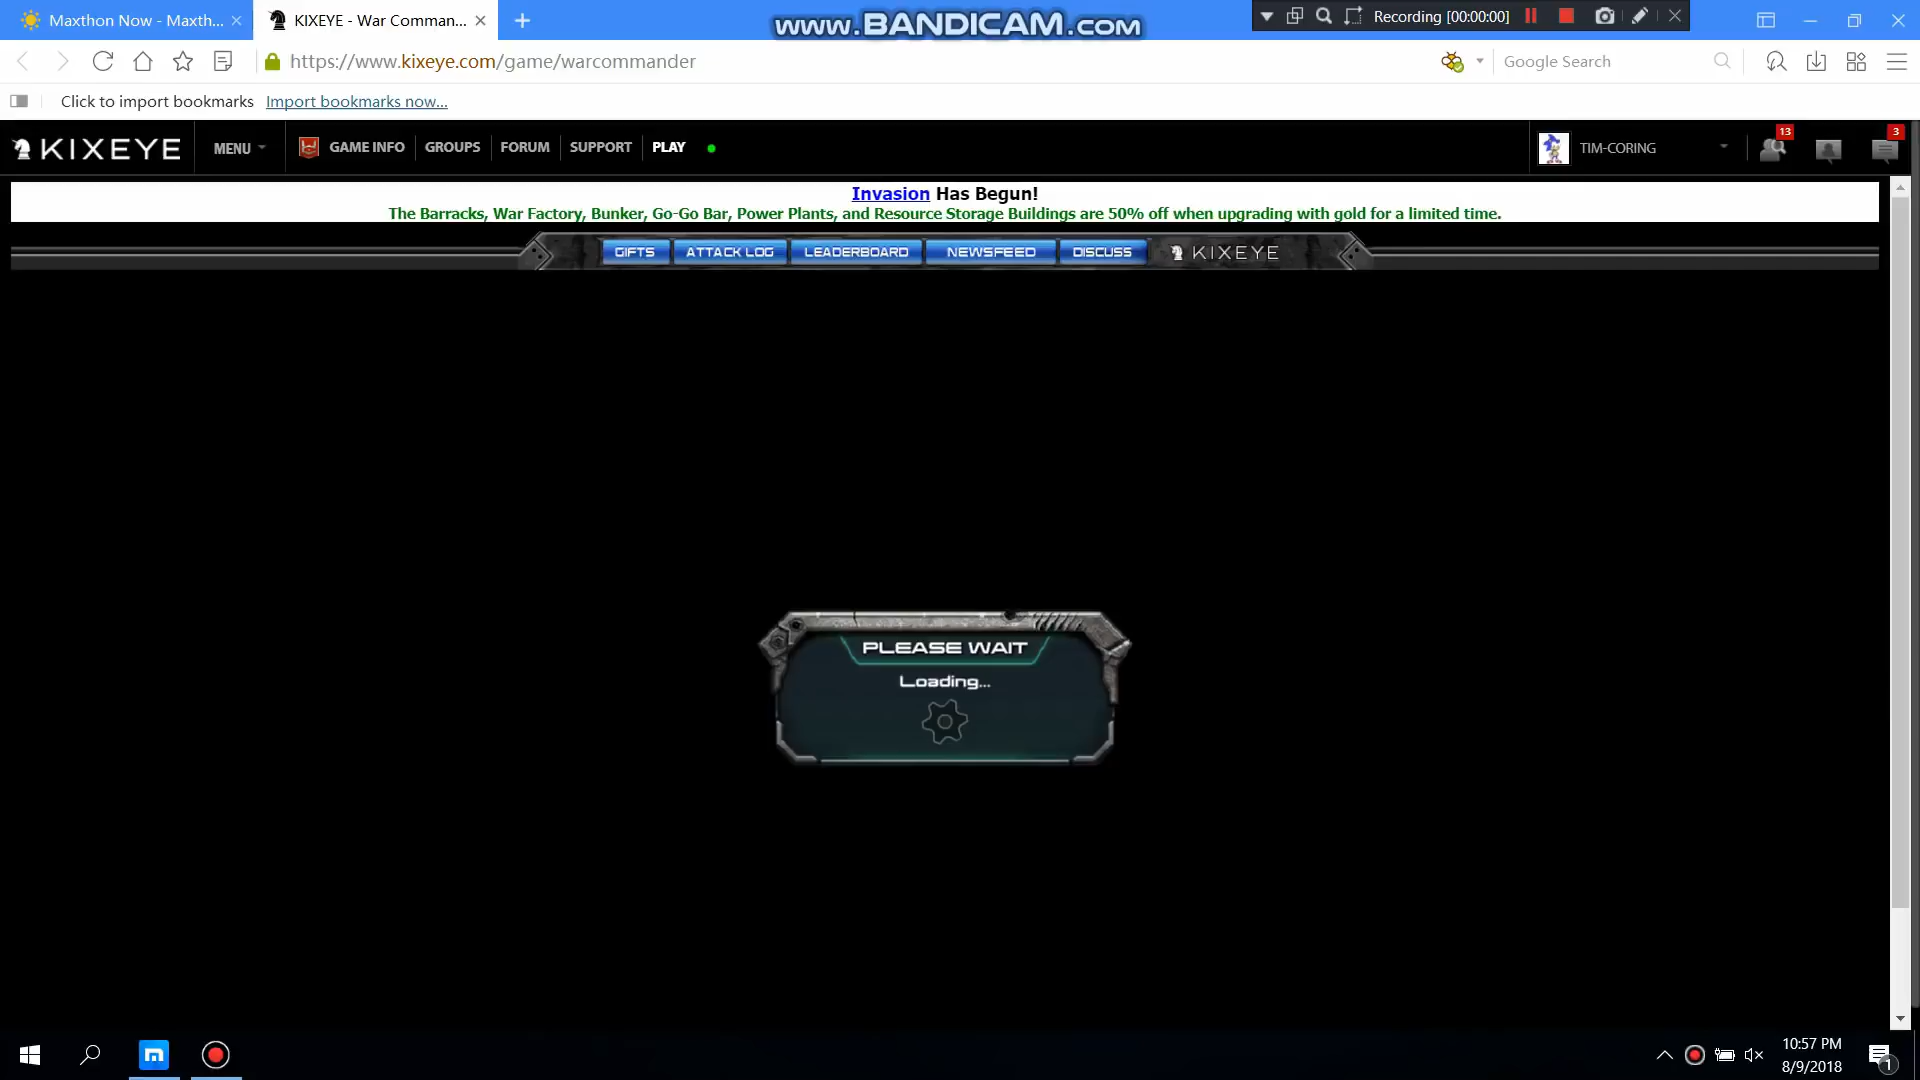 Maxthon Now - Maxth...
KIXEYE - War Comman...
www.BANDICAM.com
Recording [00:00:00]
https://www.kixeye.com/game/warcommander
Google Search
Click to import bookmarks
Import bookmarks now...
KIXEYE
MENU
GAME INFO
GROUPS
FORUM
SUPPORT
PLAY
TIM-CORING
13
3
Invasion Has Begun!
The Barracks, War Factory, Bunker, Go-Go Bar, Power Plants, and Resource Storage Buildings are 50% off when upgrading with gold for a limited time.
GIFTS
ATTACK LOG
LEADERBOARD
NEWSFEED
DISCUSS
KIXEYE
PLEASE WAIT
Loading...
10:57 PM
8/9/2018
1